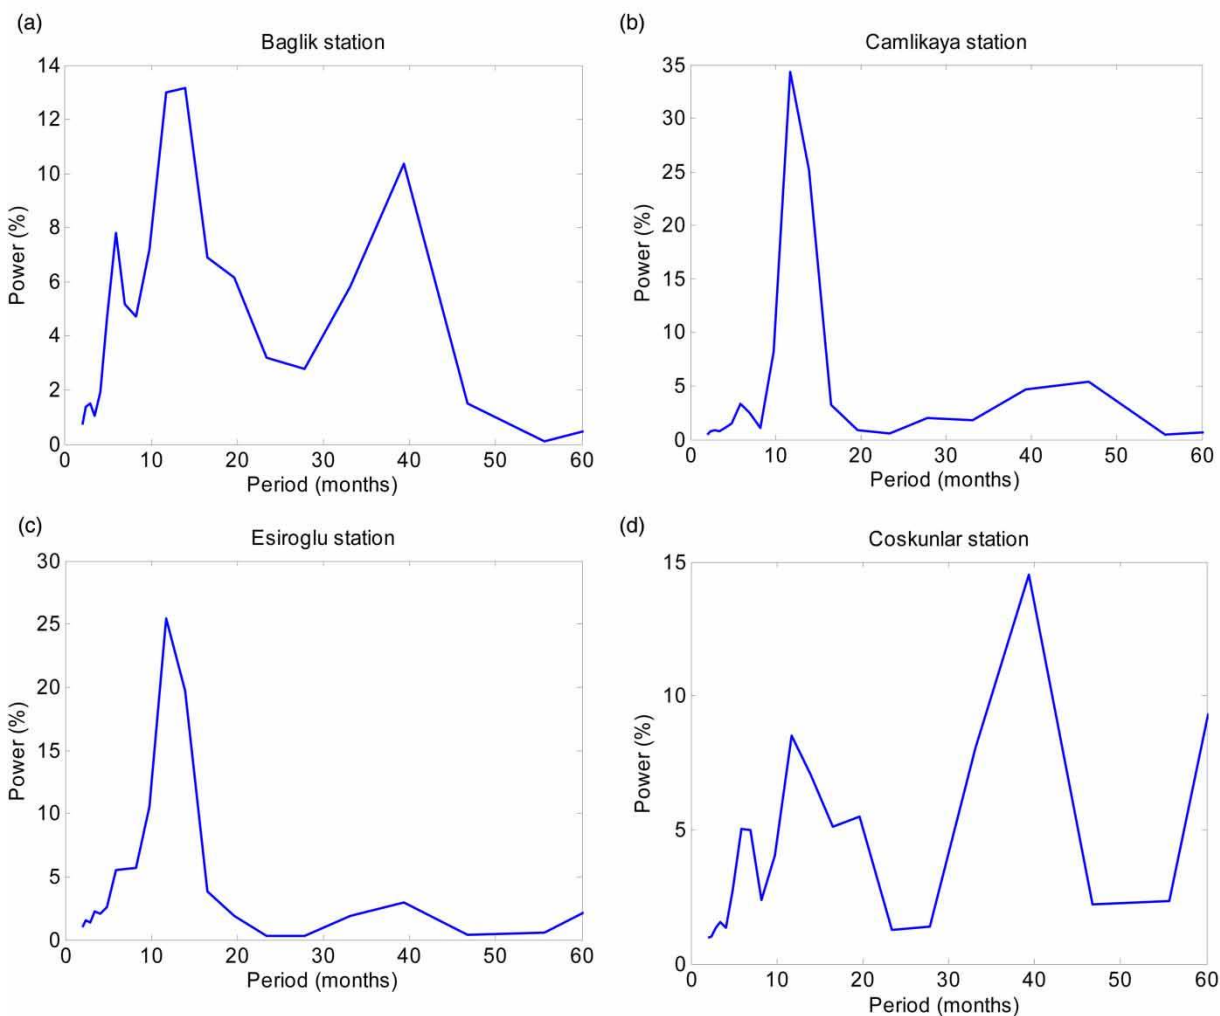 (a)
Baglik station
14
12
10
8
6
4
2
0
Power (%)
0 10 20 30 40 50 60
Period (months)
(b)
Camlikaya station
35
30
25
20
15
10
5
0
Power (%)
0 10 20 30 40 50 60
Period (months)
(c)
Esiroglu station
30
25
20
15
10
5
0
Power (%)
0 10 20 30 40 50 60
Period (months)
(d)
Coskunlar station
15
10
5
0
Power (%)
0 10 20 30 40 50 60
Period (months)